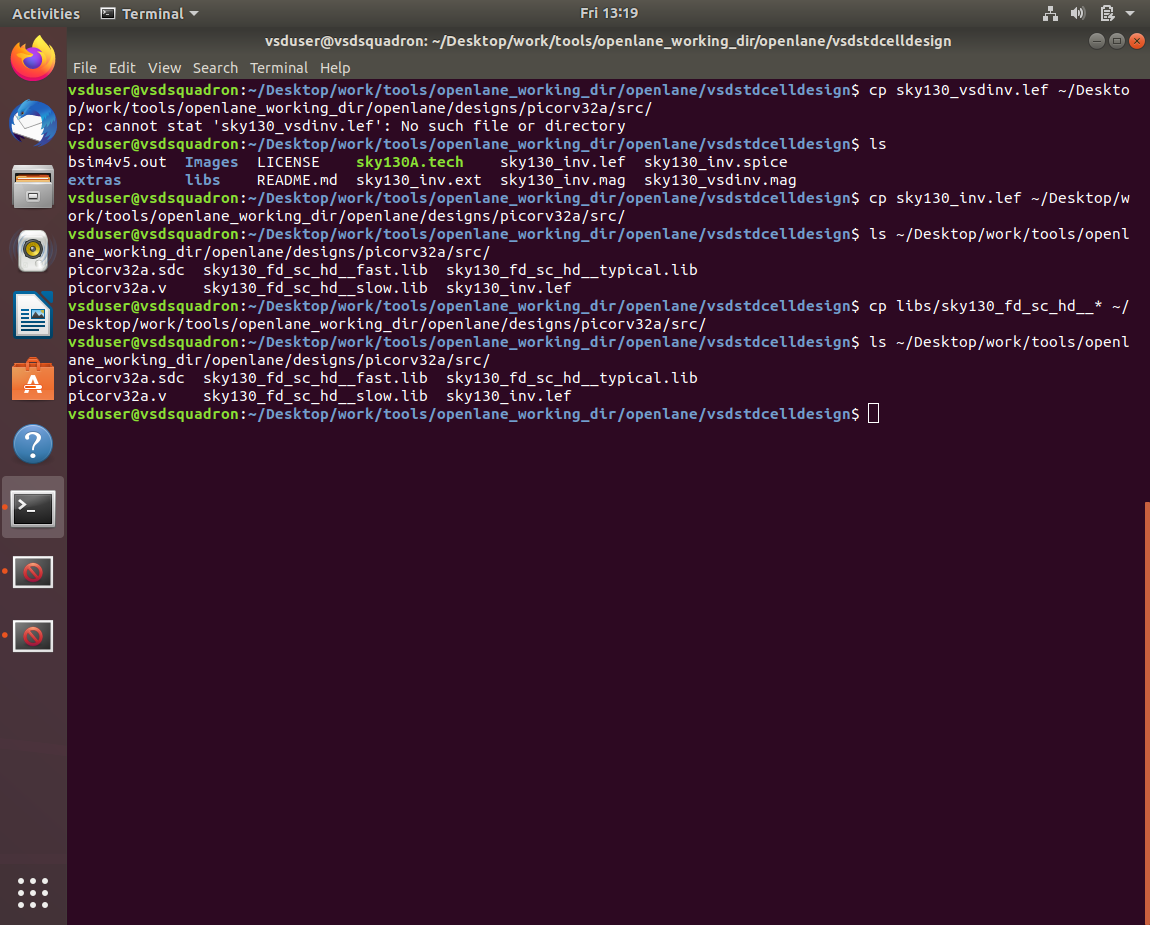 Activities Terminal Fri 13:19
vsduser@vsdsquadron: ~/Desktop/work/tools/openlane_working_dir/openlane/vsdstdcelldesign
File Edit View Search Terminal Help
vsduser@vsdsquadron:~/Desktop/work/tools/openlane_working_dir/openlane/vsdstdcelldesign$ cp sky130_vsdinv.lef ~/Deskto
p/work/tools/openlane_working_dir/openlane/designs/picorv32a/src/
cp: cannot stat 'sky130_vsdinv.lef': No such file or directory
vsduser@vsdsquadron:~/Desktop/work/tools/openlane_working_dir/openlane/vsdstdcelldesign$ ls
bsim4v5.out Images LICENSE sky130A.tech sky130_inv.lef sky130_inv.spice
extras libs README.md sky130_inv.ext sky130_inv.mag sky130_vsdinv.mag
vsduser@vsdsquadron:~/Desktop/work/tools/openlane_working_dir/openlane/vsdstdcelldesign$ cp sky130_inv.lef ~/Desktop/w
ork/tools/openlane_working_dir/openlane/designs/picorv32a/src/
vsduser@vsdsquadron:~/Desktop/work/tools/openlane_working_dir/openlane/vsdstdcelldesign$ ls ~/Desktop/work/tools/openl
ane_working_dir/openlane/designs/picorv32a/src/
picorv32a.sdc sky130_fd_sc_hd__fast.lib sky130_fd_sc_hd__typical.lib
picorv32a.v sky130_fd_sc_hd__slow.lib sky130_inv.lef
vsduser@vsdsquadron:~/Desktop/work/tools/openlane_working_dir/openlane/vsdstdcelldesign$ cp libs/sky130_fd_sc_hd__* ~/
Desktop/work/tools/openlane_working_dir/openlane/designs/picorv32a/src/
vsduser@vsdsquadron:~/Desktop/work/tools/openlane_working_dir/openlane/vsdstdcelldesign$ ls ~/Desktop/work/tools/openl
ane_working_dir/openlane/designs/picorv32a/src/
picorv32a.sdc sky130_fd_sc_hd__fast.lib sky130_fd_sc_hd__typical.lib
picorv32a.v sky130_fd_sc_hd__slow.lib sky130_inv.lef
vsduser@vsdsquadron:~/Desktop/work/tools/openlane_working_dir/openlane/vsdstdcelldesign$